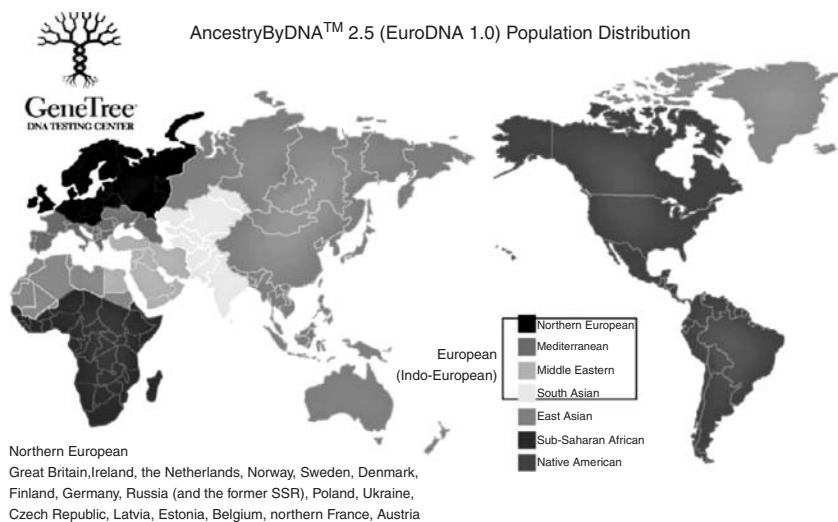 AncestryByDNA™ 2.5 (EuroDNA 1.0) Population Distribution
GeneTree
DNA TESTING CENTER
European
(Indo-European)
Northern European
Mediterranean
Middle Eastern
South Asian
East Asian
Sub-Saharan African
Native American
Northern European
Great Britain,Ireland, the Netherlands, Norway, Sweden, Denmark,
Finland, Germany, Russia (and the former SSR), Poland, Ukraine,
Czech Republic, Latvia, Estonia, Belgium, northern France, Austria